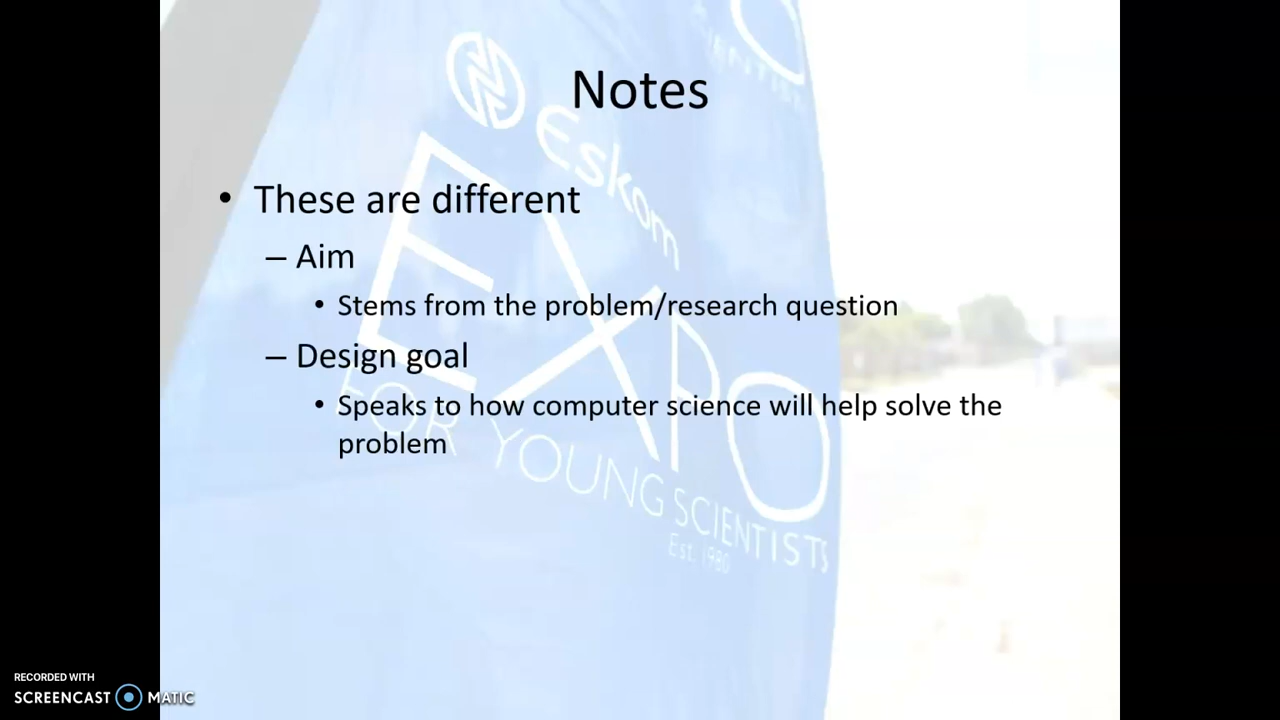 Notes
• These are different
– Aim
• Stems from the problem/research question
– Design goal
• Speaks to how computer science will help solve the
problem
Eskom
EXPO
FOR YOUNG SCIENTISTS
Est. 1980
RECORDED WITH
SCREENCAST MATIC